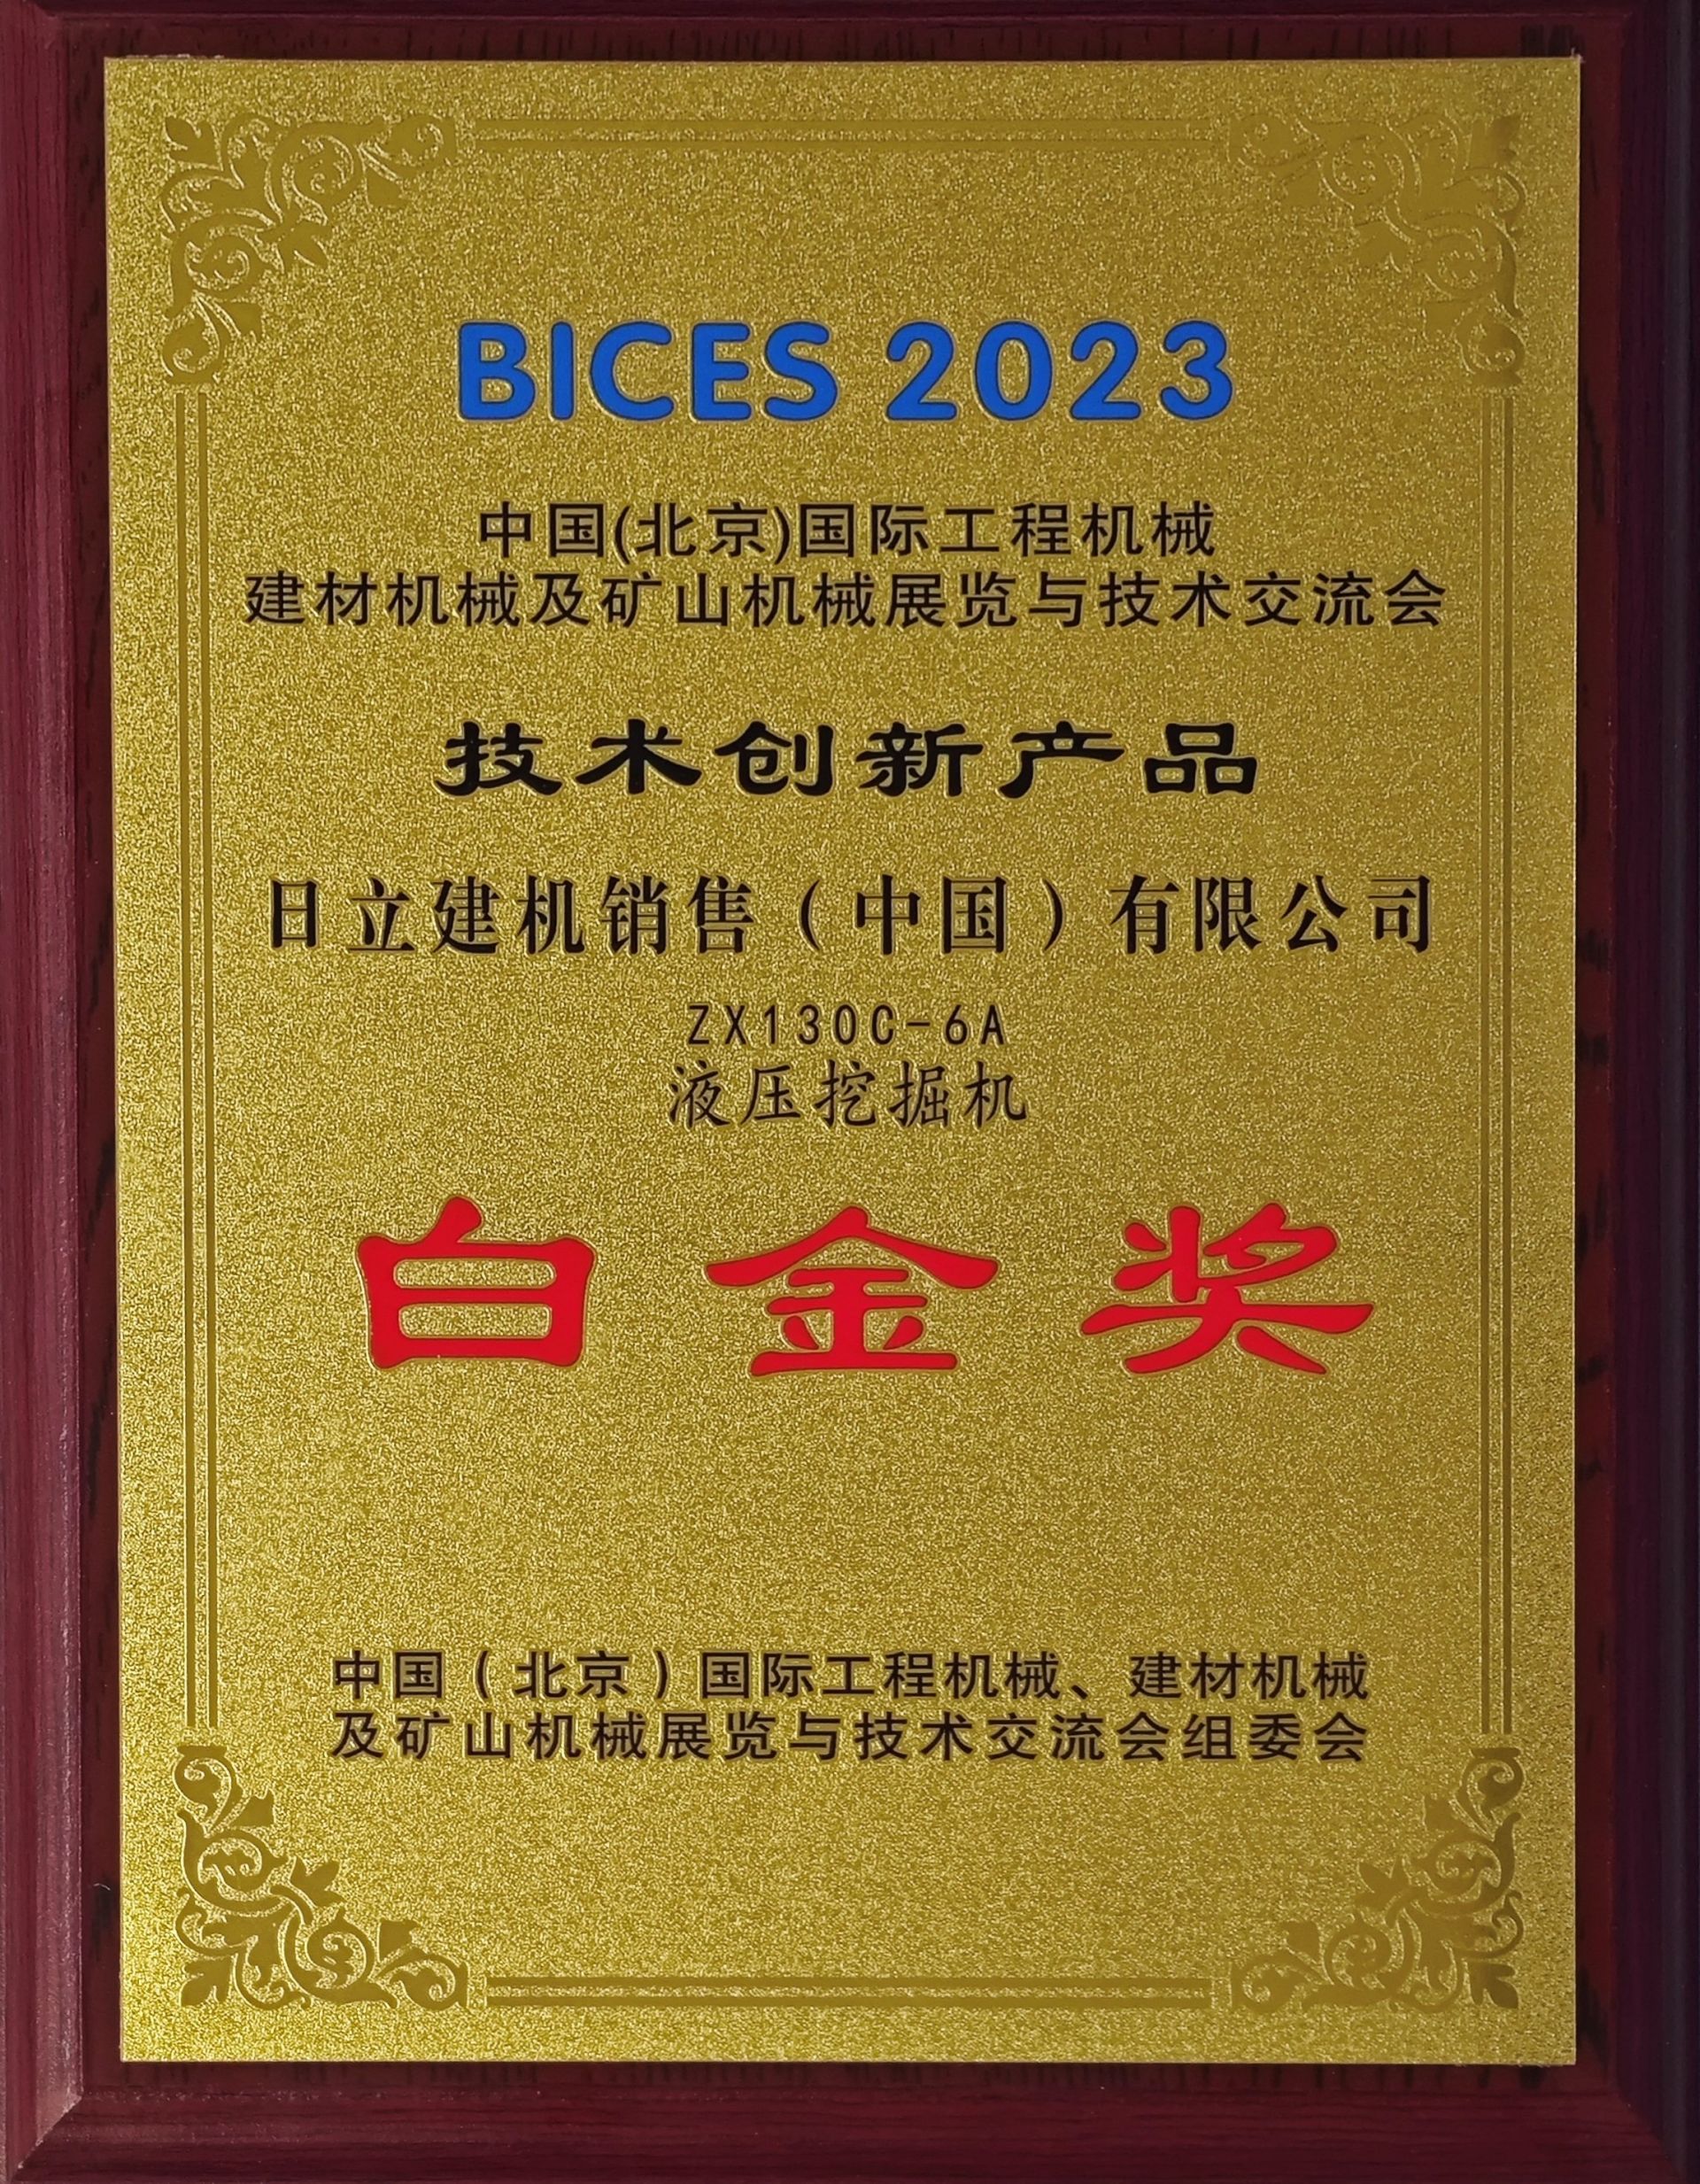 BICES 2023
中国(北京)国际工程机械
建材机械及矿山机械展览与技术交流会
技术创新产品
日立建机销售（中国）有限公司
ZX130C-6A
液压挖掘机
白金奖
中国（北京）国际工程机械、建材机械
及矿山机械展览与技术交流会组委会